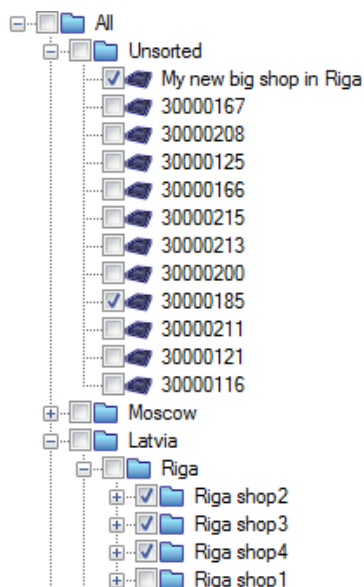 All
Unsorted
My new big shop in Riga
30000167
30000208
30000125
30000166
30000215
30000213
30000200
30000185
30000211
30000121
30000116
Moscow
Latvia
Riga
Riga shop2
Riga shop3
Riga shop4
Riga shop1